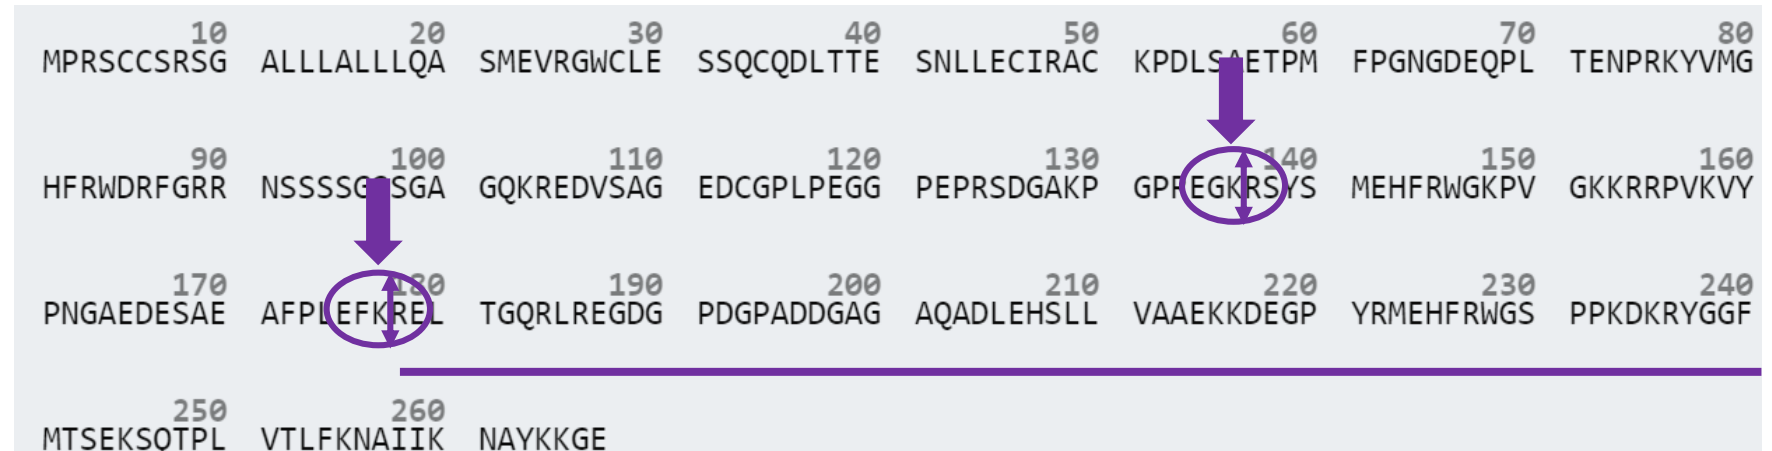 10 20 30 40 50 60 70 80
MPRSCCSRSG ALLLALLLQA SMEVRGWCLE SSQCQDLTTE SNLLECIRAC KPDLSAETPM FPGNGDEQPL TENPRKYVMG
90 100 110 120 130 140 150 160
HFRWDRFGRR NSSSSGSSGA GQKREDVSAG EDCGPLPEGG PEPRSDGAKP GPREGKRSYS MEHFRWGKPV GKKRRPVKVY
170 180 190 200 210 220 230 240
PNGAEDESAE AFPLEFKREL TGQRLREGDG PDGPADDGAG AQADLEHSLL VAAEKKDEGP YRMEHFRWGS PPKDKRYGGF
250 260
MTSEKSQTPL VTLFKNAIIK NAYKKGE